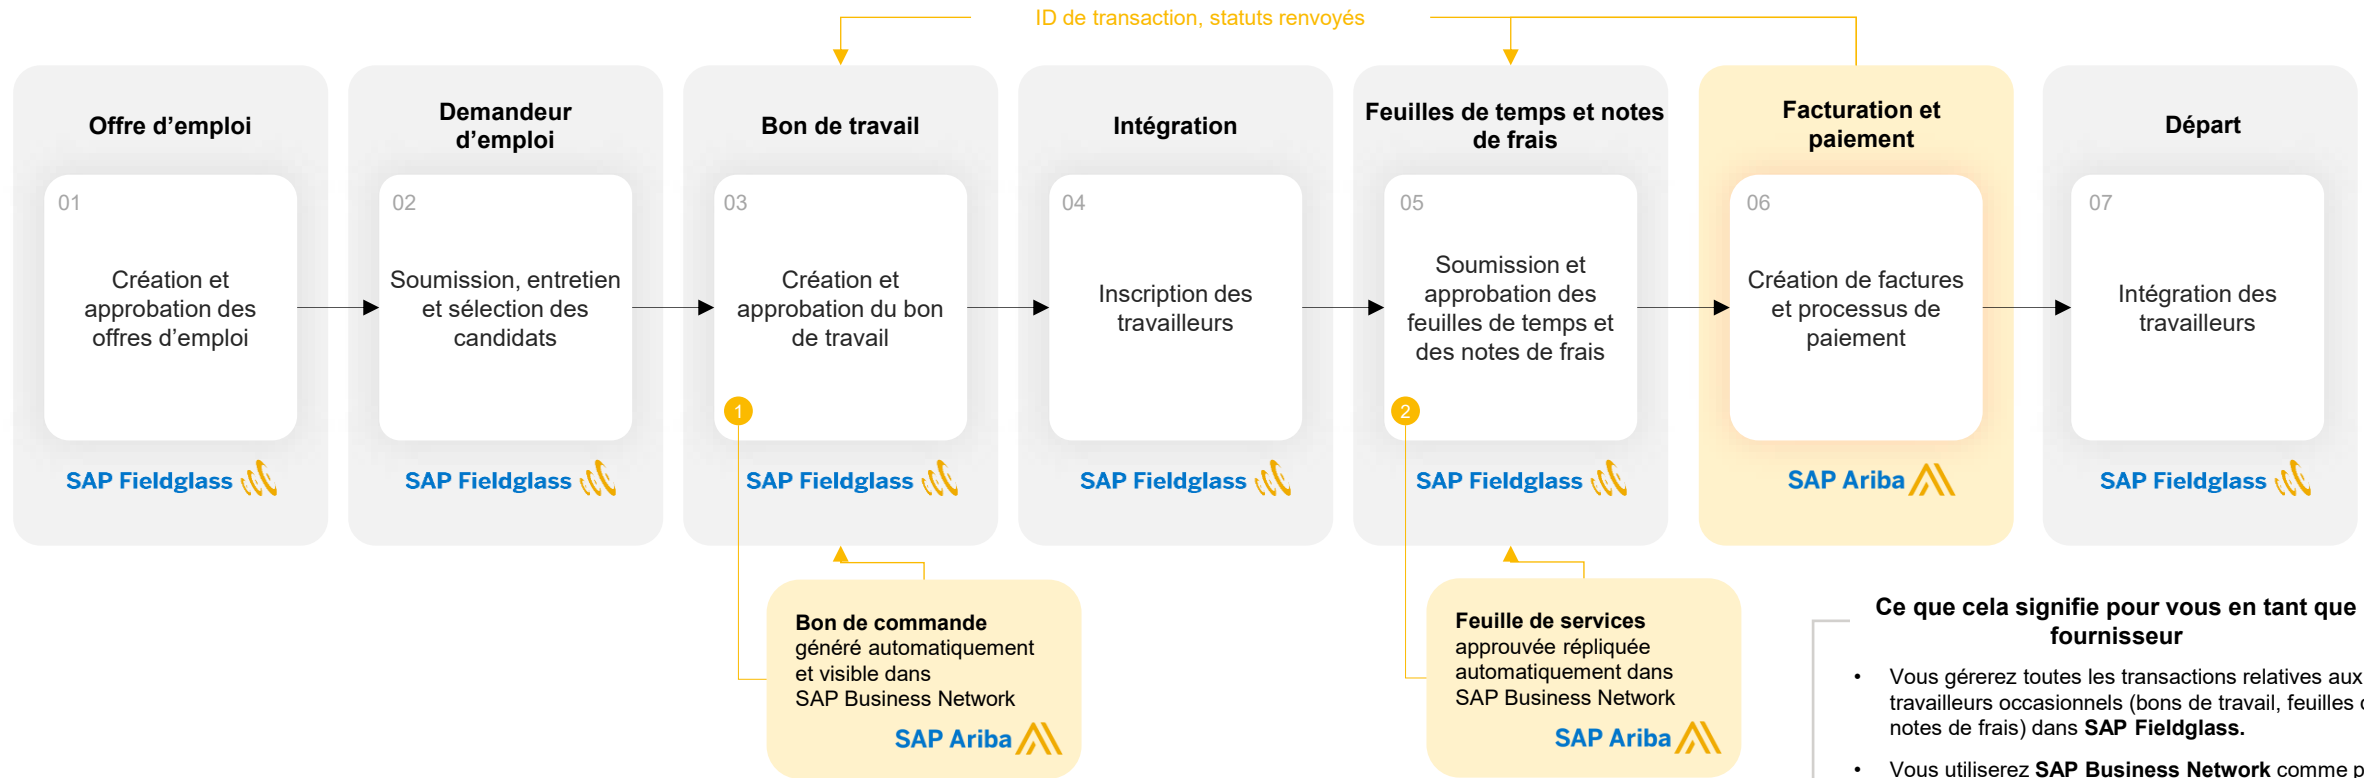 ID de transaction, statuts renvoyés
Offre d’emploi
01
Création et
approbation des
offres d’emploi
SAP Fieldglass
Demandeur
d’emploi
02
Soumission, entretien
et sélection des
candidats
SAP Fieldglass
Bon de travail
03
Création et
approbation du bon
de travail
1
SAP Fieldglass
Intégration
04
Inscription des
travailleurs
SAP Fieldglass
Feuilles de temps et notes
de frais
05
Soumission et
approbation des
feuilles de temps et
des notes de frais
2
SAP Fieldglass
Facturation et
paiement
06
Création de factures
et processus de
paiement
SAP Ariba
Départ
07
Intégration des
travailleurs
SAP Fieldglass
Bon de commande
généré automatiquement
et visible dans
SAP Business Network
SAP Ariba
Feuille de services
approuvée répliquée
automatiquement dans
SAP Business Network
SAP Ariba
Ce que cela signifie pour vous en tant que
fournisseur
• Vous gérerez toutes les transactions relatives aux
travailleurs occasionnels (bons de travail, feuilles
notes de frais) dans SAP Fieldglass.
• Vous utiliserez SAP Business Network comme